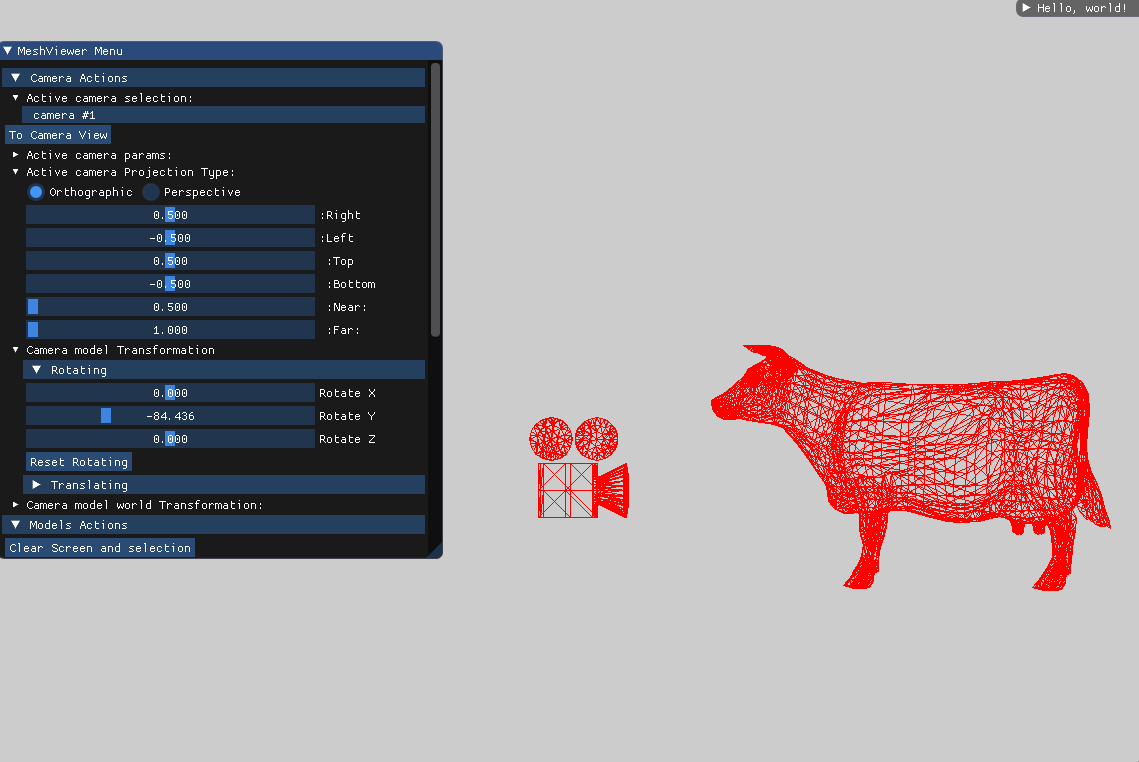 Hello, world!
MeshViewer Menu
Camera Actions
Active camera selection:
camera #1
To Camera View
Active camera params:
Active camera Projection Type:
Orthographic Perspective
0.500 :Right
-0.500 :Left
0.500 :Top
-0.500 :Bottom
0.500 :Near:
1.000 :Far:
Camera model Transformation
Rotating
0.000 Rotate X
-84.436 Rotate Y
0.000 Rotate Z
Reset Rotating
Translating
Camera model world Transformation:
Models Actions
Clear Screen and selection